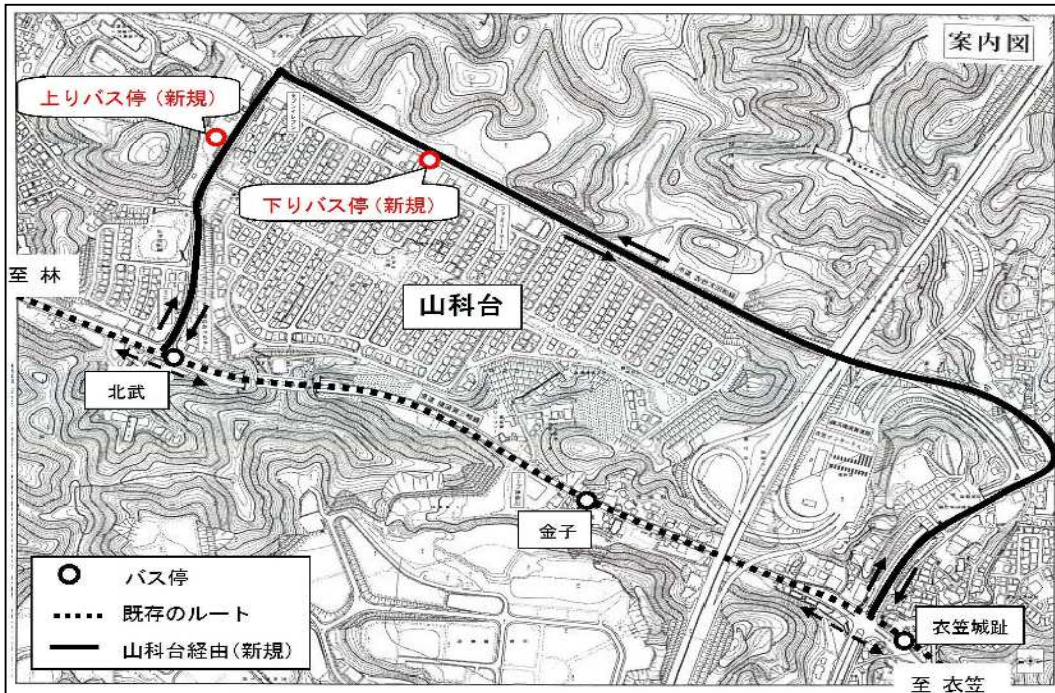 案内図
上りバス停（新規）
下りバス停（新規）
至 林
山科台
北武
金子
衣笠城趾
至 衣笠
バス停
既存のルート
山科台経由（新規）